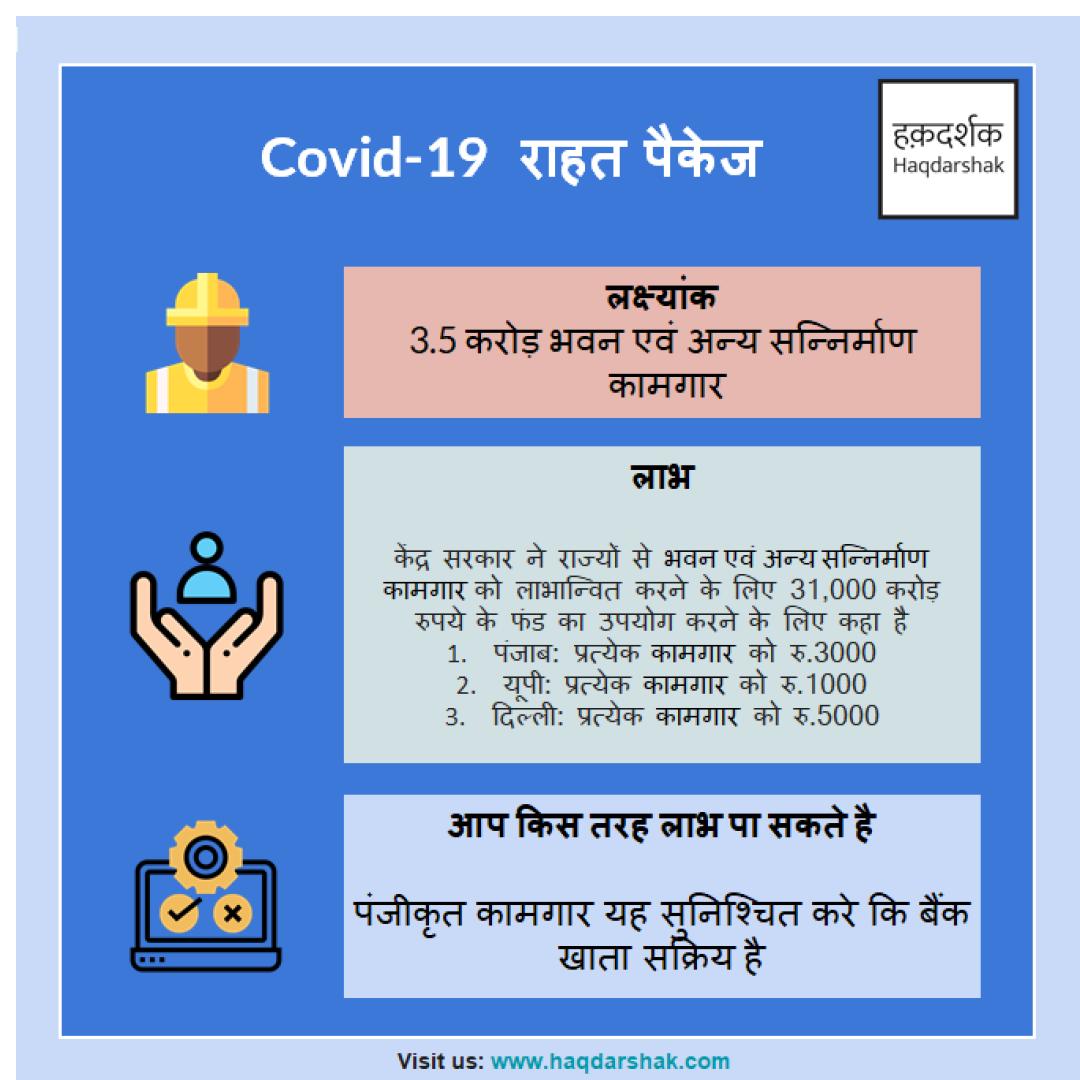 Covid-19 राहत पैकेज
हक़दर्शक
Haqdarshak
लक्ष्यांक
3.5 करोड़ भवन एवं अन्य सन्निर्माण
कामगार
लाभ
केंद्र सरकार ने राज्यों से भवन एवं अन्य सन्निर्माण
कामगार को लाभान्वित करने के लिए 31,000 करोड़
रुपये के फंड का उपयोग करने के लिए कहा है
1. पंजाब: प्रत्येक कामगार को रु.3000
2. यूपी: प्रत्येक कामगार को रु.1000
3. दिल्ली: प्रत्येक कामगार को रु.5000
आप किस तरह लाभ पा सकते है
पंजीकृत कामगार यह सुनिश्चित करे कि बैंक
खाता सक्रिय है
Visit us: www.haqdarshak.com